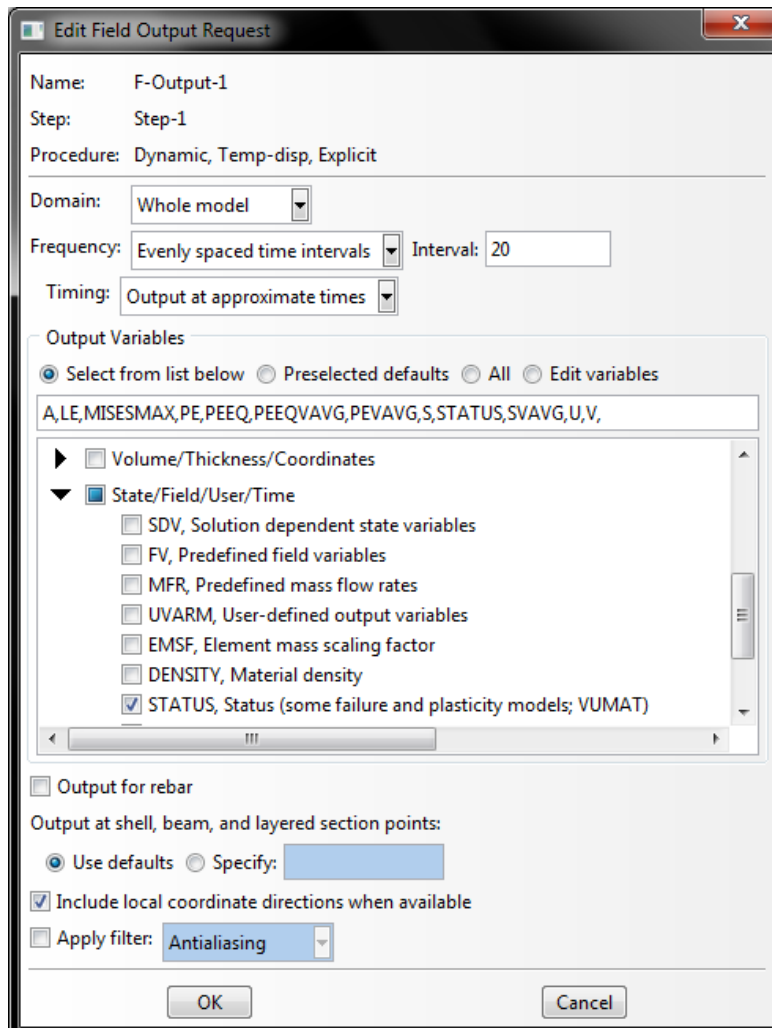 Edit Field Output Request
Name: F-Output-1
Step: Step-1
Procedure: Dynamic, Temp-disp, Explicit
Domain: Whole model
Frequency: Evenly spaced time intervals Interval: 20
Timing: Output at approximate times
Output Variables
Select from list below Preselected defaults All Edit variables
A,LE,MISESMAX,PE,PEEQ,PEEQVAVG,PEVAVG,S,STATUS,SVAVG,U,V,
Volume/Thickness/Coordinates
State/Field/User/Time
SDV, Solution dependent state variables
FV, Predefined field variables
MFR, Predefined mass flow rates
UVARM, User-defined output variables
EMSF, Element mass scaling factor
DENSITY, Material density
STATUS, Status (some failure and plasticity models; VUMAT)
Output for rebar
Output at shell, beam, and layered section points:
Use defaults Specify:
Include local coordinate directions when available
Apply filter: Antialiasing
OK Cancel